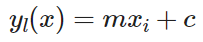 y_l(x) = mx_i + c